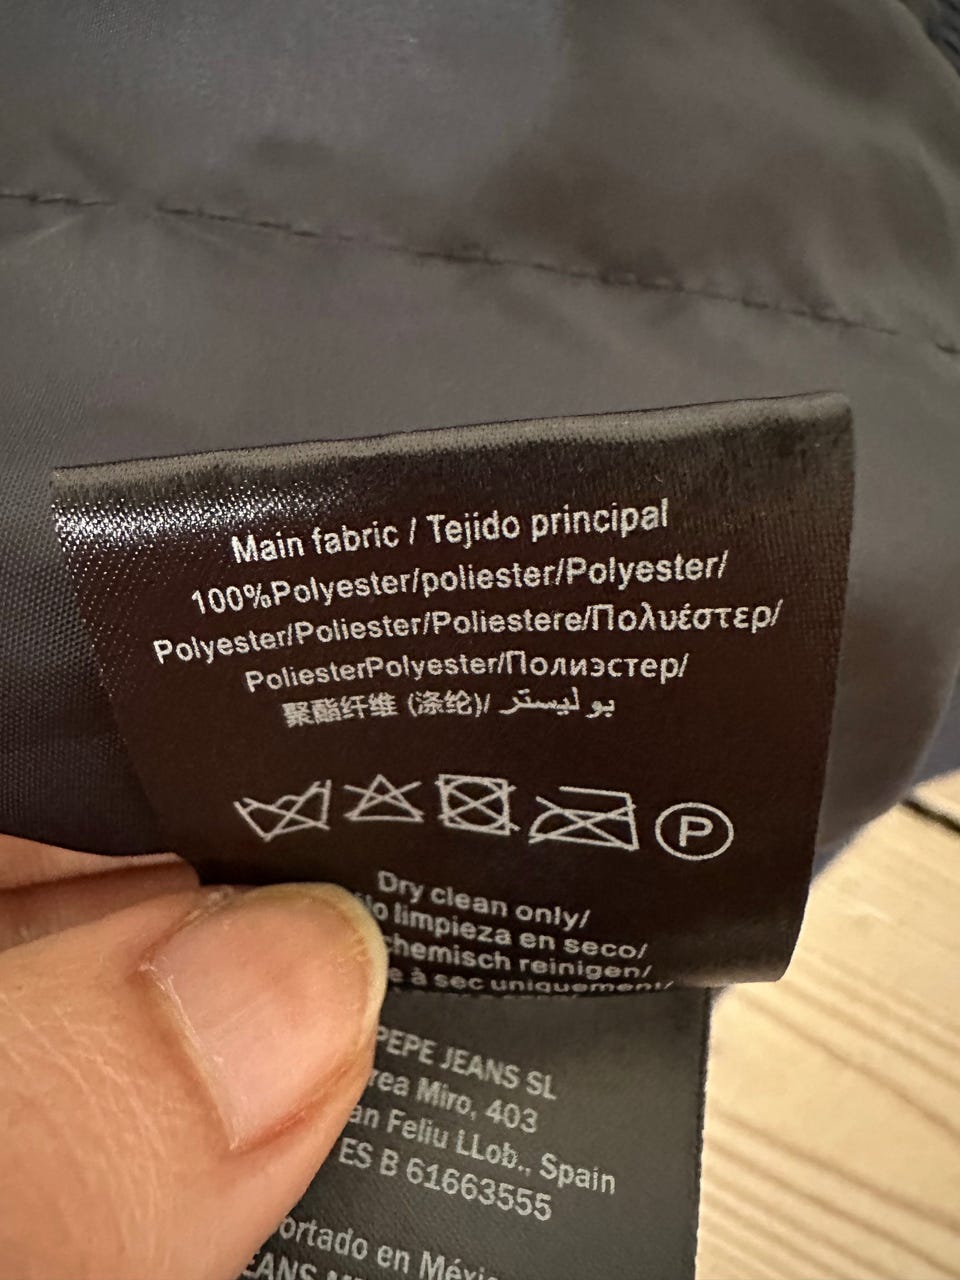 Main fabric / Tejido principal
100%Polyester/poliester/Polyester/
Polyester/Poliester/Poliestere/Πολυέστερ/
PoliesterPolyester/Полиэстер/
聚酯纤维 (涤纶)/ بوليستر
P
Dry clean only/
limpieza en seco/
chemisch reinigen/
à sec uniquement/
PEPE JEANS SL
Miro, 403
Feliu LLob., Spain
ES B 61663555
en